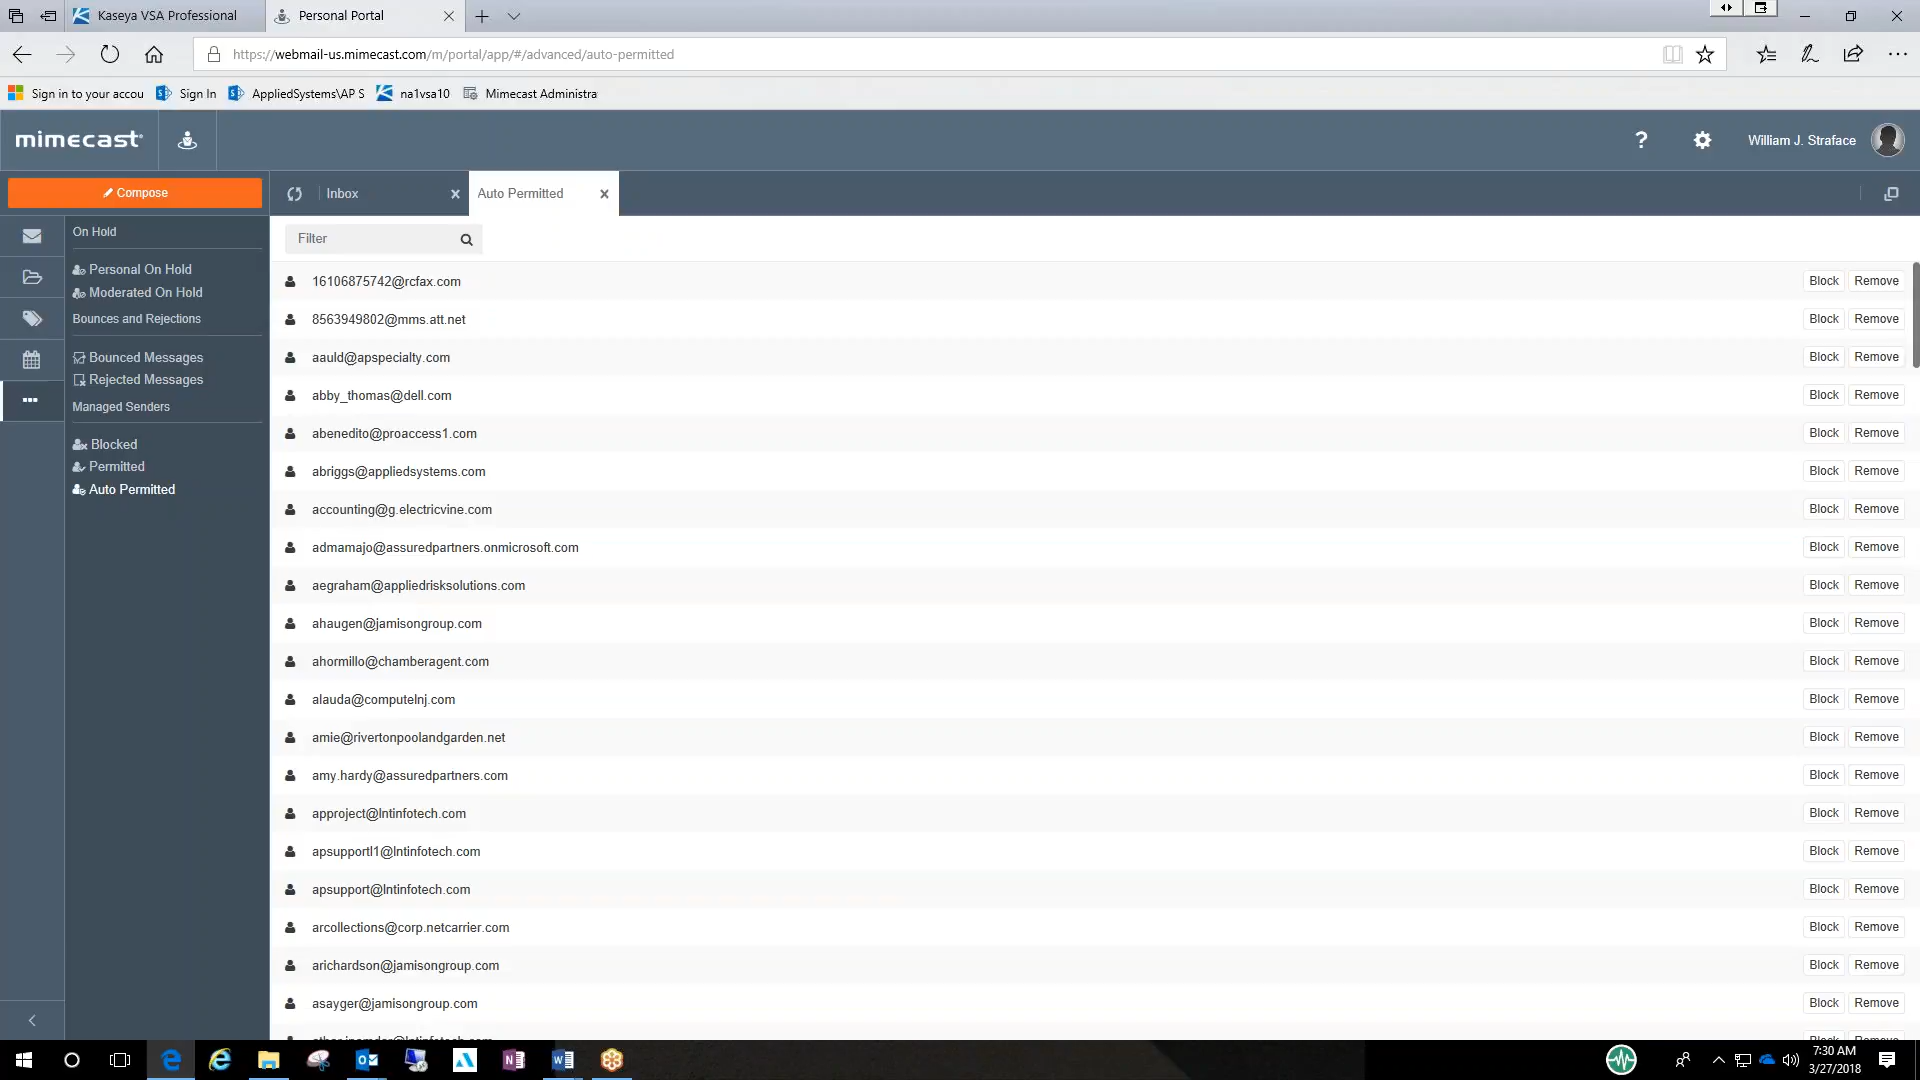 Kaseya VSA Professional
Personal Portal
https://webmail-us.mimecast.com/m/portal/app/#/advanced/auto-permitted
Sign in to your accou
Sign In
AppliedSystems\AP S
na1vsa10
Mimecast Administra
mimecast
?
William J. Straface
Compose
Inbox
Auto Permitted
On Hold
Personal On Hold
Moderated On Hold
Bounces and Rejections
Bounced Messages
Rejected Messages
Managed Senders
Blocked
Permitted
Auto Permitted
Filter
16106875742@rcfax.com Block Remove
8563949802@mms.att.net Block Remove
aauld@apspecialty.com Block Remove
abby_thomas@dell.com Block Remove
abenedito@proaccess1.com Block Remove
abriggs@appliedsystems.com Block Remove
accounting@g.electricvine.com Block Remove
admamajo@assuredpartners.onmicrosoft.com Block Remove
aegraham@appliedrisksolutions.com Block Remove
ahaugen@jamisongroup.com Block Remove
ahormillo@chamberagent.com Block Remove
alauda@computelnj.com Block Remove
amie@rivertonpoolandgarden.net Block Remove
amy.hardy@assuredpartners.com Block Remove
approject@lntinfotech.com Block Remove
apsupportl1@lntinfotech.com Block Remove
apsupport@lntinfotech.com Block Remove
arcollections@corp.netcarrier.com Block Remove
arichardson@jamisongroup.com Block Remove
asayger@jamisongroup.com Block Remove
7:30 AM
3/27/2018